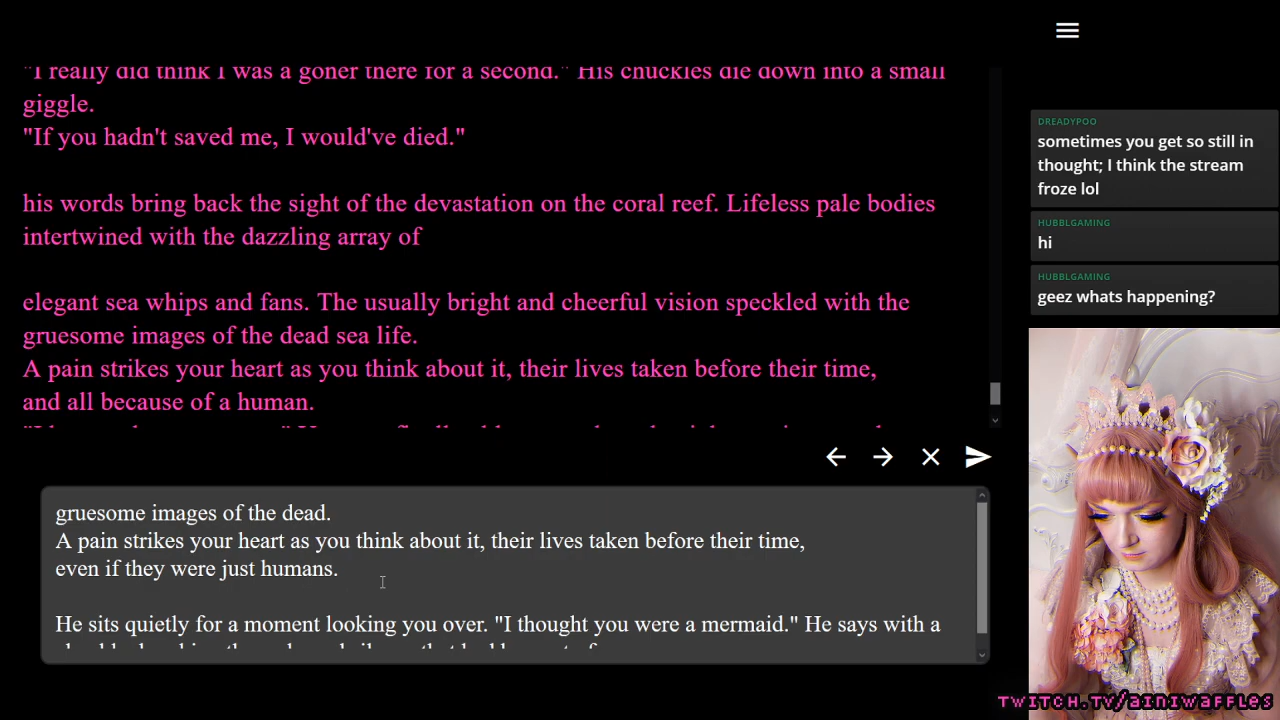 "I really did think I was a goner there for a second." His chuckles die down into a small
giggle.
"If you hadn't saved me, I would've died."
his words bring back the sight of the devastation on the coral reef. Lifeless pale bodies
intertwined with the dazzling array of
elegant sea whips and fans. The usually bright and cheerful vision speckled with the
gruesome images of the dead sea life.
A pain strikes your heart as you think about it, their lives taken before their time,
and all because of a human.
gruesome images of the dead.
A pain strikes your heart as you think about it, their lives taken before their time,
even if they were just humans.
He sits quietly for a moment looking you over. "I thought you were a mermaid." He says with a
DREADYPOO
sometimes you get so still in
thought; I think the stream
froze lol
HUBBLGAMING
hi
HUBBLGAMING
geez whats happening?
TWITCH.TV/AINIWAFFLES